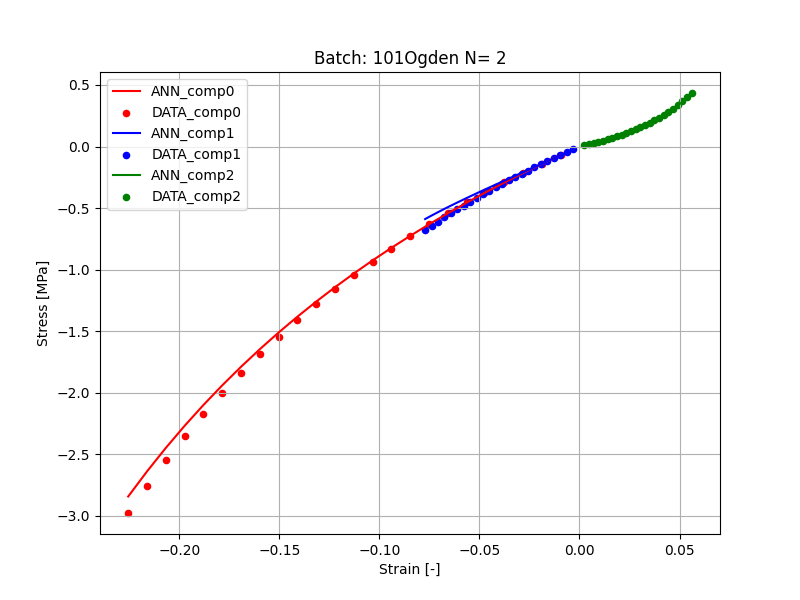 Batch: 101Ogden N= 2
ANN_comp0
DATA_comp0
ANN_comp1
DATA_comp1
ANN_comp2
DATA_comp2
0.5
0.0
−0.5
−1.0
−1.5
−2.0
−2.5
−3.0
Stress [MPa]
−0.20
−0.15
−0.10
−0.05
0.00
0.05
Strain [-]